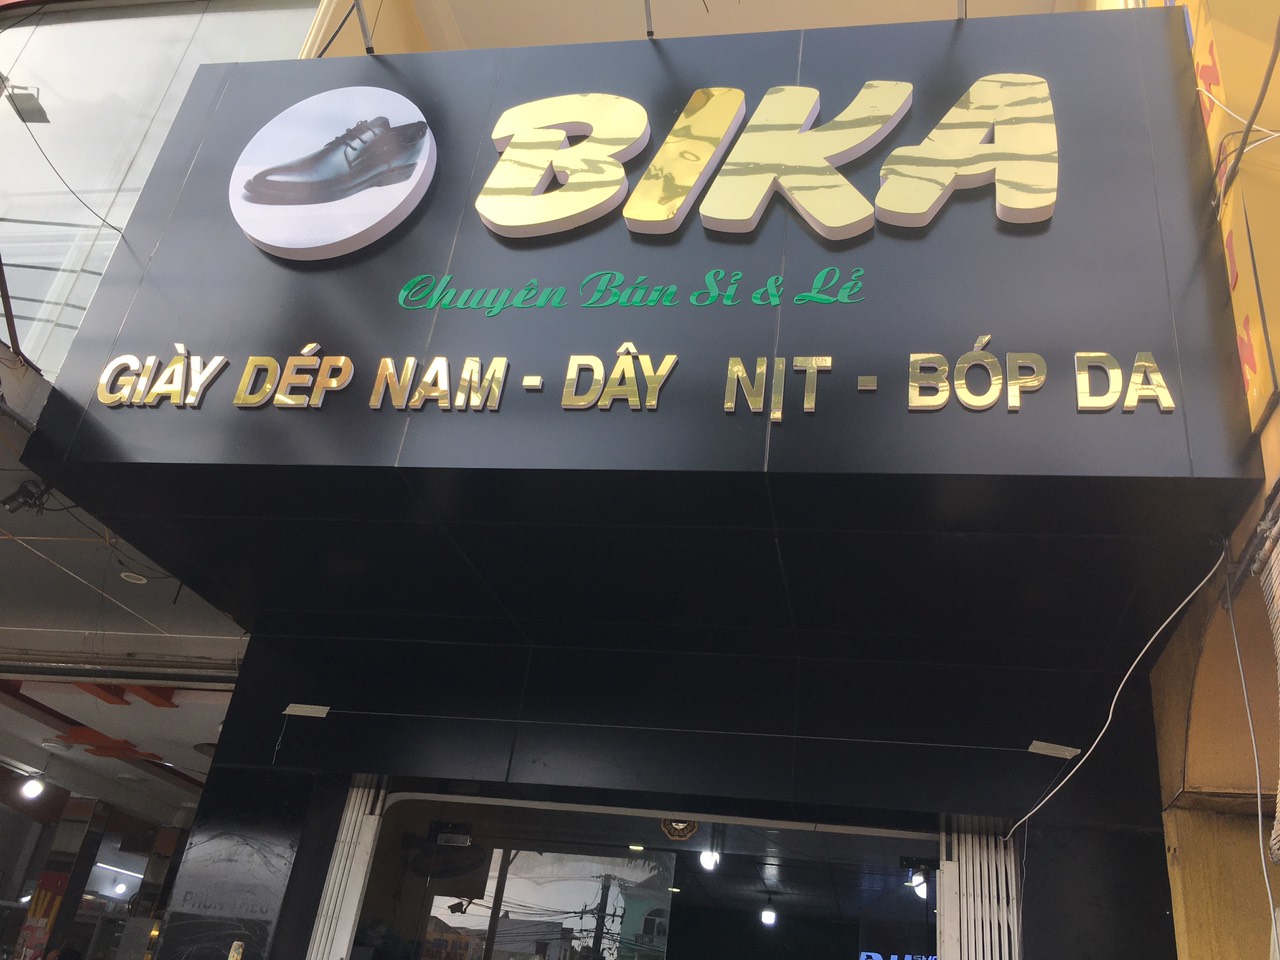 BIKA
Chuyên Bán Sỉ & Lẻ
GIÀY DÉP NAM - DÂY NỊT - BÓP DA